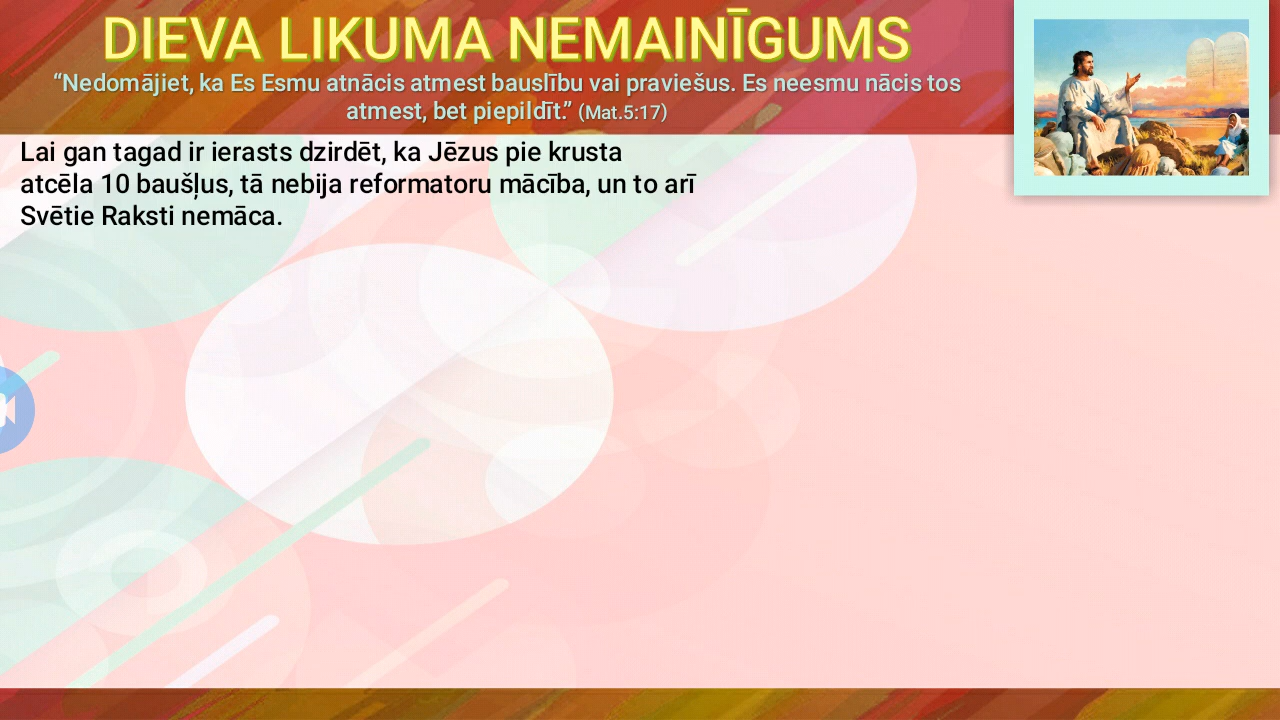 DIEVA LIKUMA NEMAINĪGUMS
“Nedomājiet, ka Es Esmu atnācis atmest bauslību vai praviešus. Es neesmu nācis tos
atmest, bet piepildīt.” (Mat.5:17)
Lai gan tagad ir ierasts dzirdēt, ka Jēzus pie krusta
atcēla 10 baušļus, tā nebija reformatoru mācība, un to arī
Svētie Raksti nemāca.